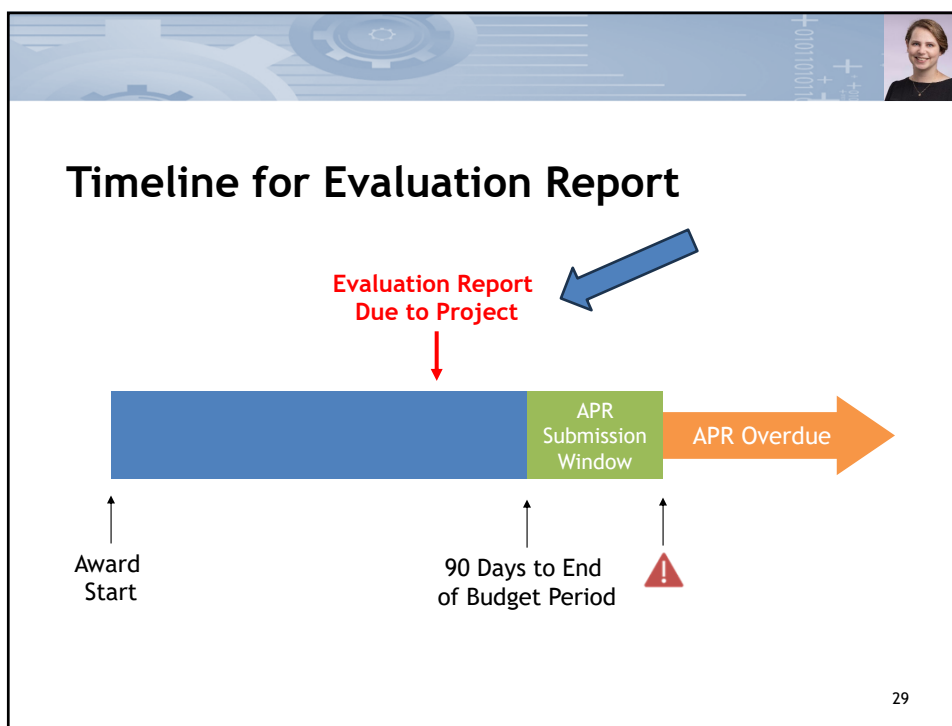 01011010110
Timeline for Evaluation Report
Evaluation Report
Due to Project
APR
Submission
Window
APR Overdue
Award
Start
90 Days to End
of Budget Period
!
29